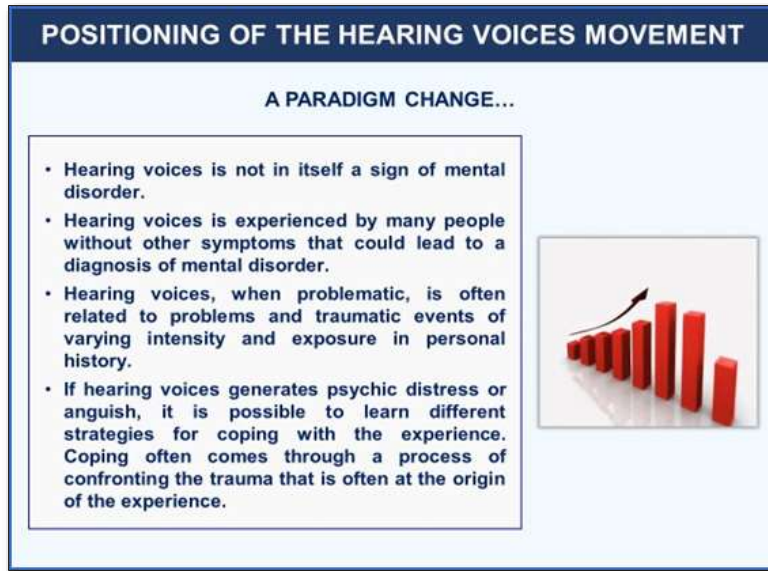 POSITIONING OF THE HEARING VOICES MOVEMENT
A PARADIGM CHANGE...
• Hearing voices is not in itself a sign of mental
disorder.
• Hearing voices is experienced by many people
without other symptoms that could lead to a
diagnosis of mental disorder.
• Hearing voices, when problematic, is often
related to problems and traumatic events of
varying intensity and exposure in personal
history.
• If hearing voices generates psychic distress or
anguish, it is possible to learn different
strategies for coping with the experience.
Coping often comes through a process of
confronting the trauma that is often at the origin
of the experience.